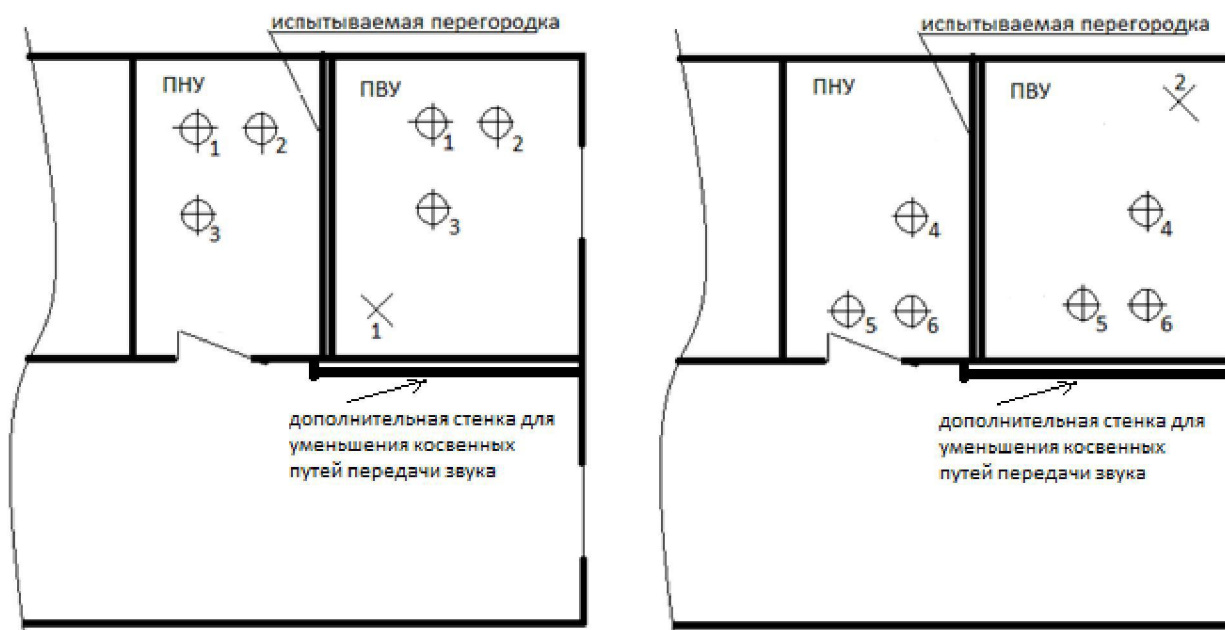 испытываемая перегородка
ПНУ
ПВУ
1
2
1
2
3
3
1
дополнительная стенка для
уменьшения косвенных
путей передачи звука
испытываемая перегородка
ПНУ
ПВУ
2
4
4
5
6
5
6
дополнительная стенка для
уменьшения косвенных
путей передачи звука